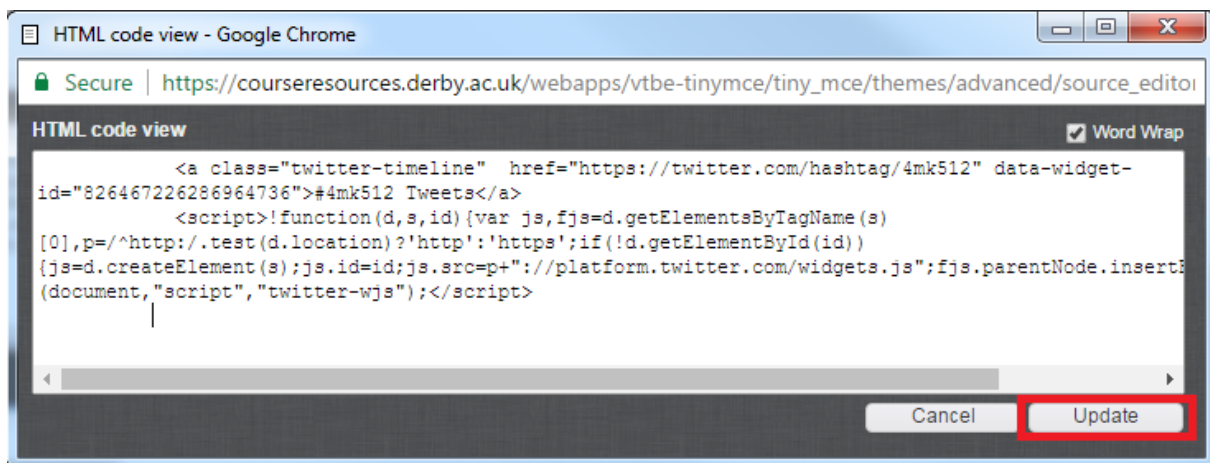 HTML code view - Google Chrome
Secure | https://courseresources.derby.ac.uk/webapps/vtbe-tinymce/tiny_mce/themes/advanced/source_editor
HTML code view
Word Wrap
<a class="twitter-timeline"  href="https://twitter.com/hashtag/4mk512" data-widget-
id="826467226286964736">#4mk512 Tweets</a>
<script>!function(d,s,id){var js,fjs=d.getElementsByTagName(s)
[0],p=/^http:/.test(d.location)?'http':'https';if(!d.getElementById(id))
{js=d.createElement(s);js.id=id;js.src=p+"://platform.twitter.com/widgets.js";fjs.parentNode.insert
(document,"script","twitter-wjs");</script>
Cancel
Update